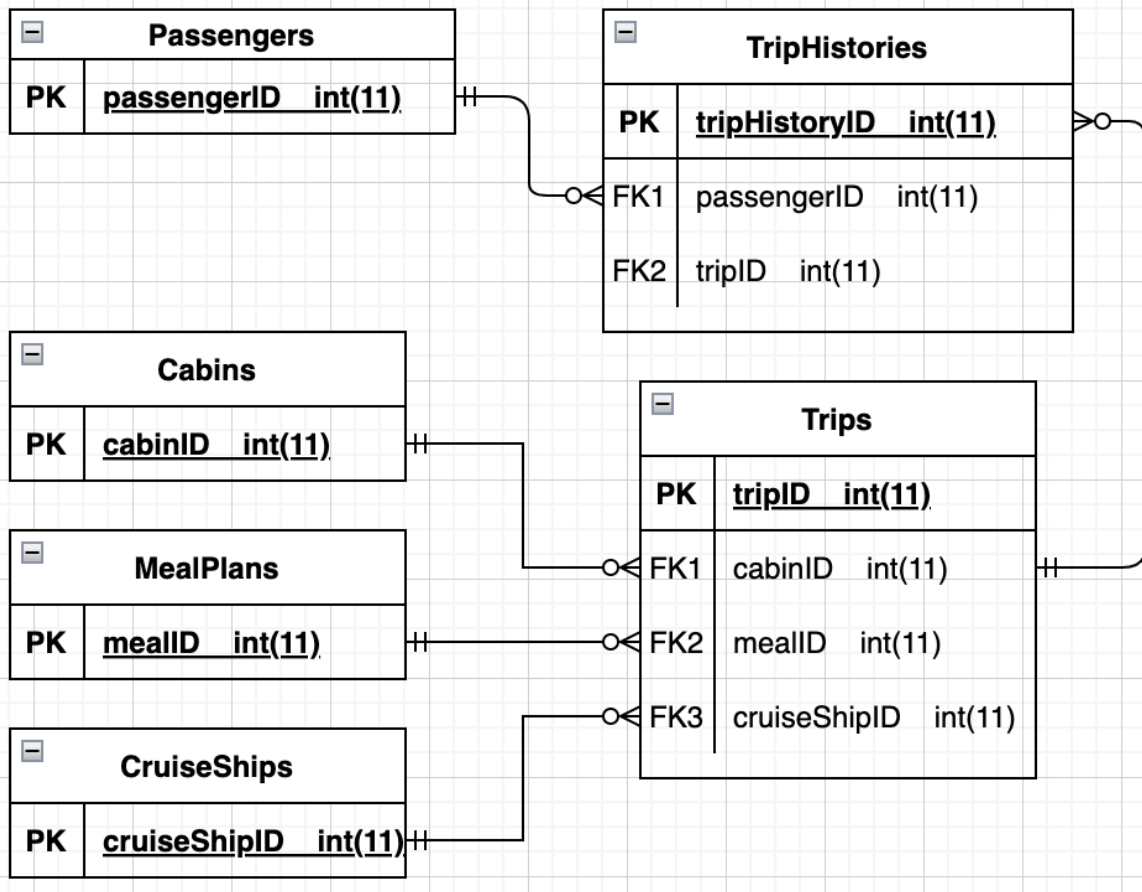 Passengers
PK passengerID int(11)
TripHistories
PK tripHistoryID int(11)
FK1 passengerID int(11)
FK2 tripID int(11)
Cabins
PK cabinID int(11)
MealPlans
PK mealID int(11)
CruiseShips
PK cruiseShipID int(11)
Trips
PK tripID int(11)
FK1 cabinID int(11)
FK2 mealID int(11)
FK3 cruiseShipID int(11)